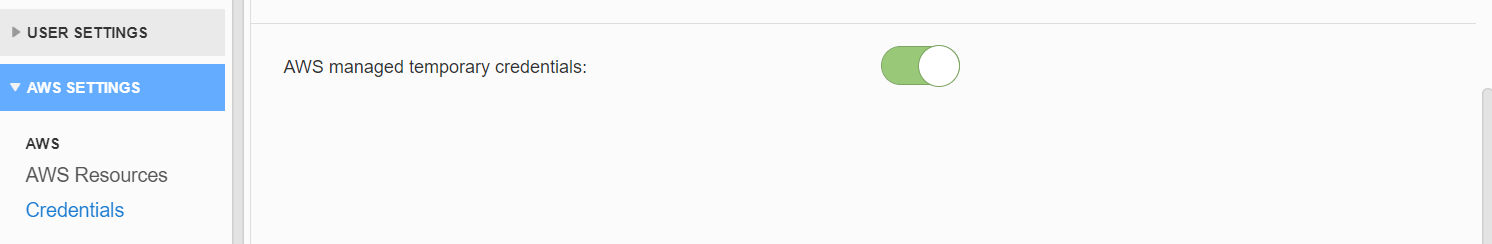 USER SETTINGS
AWS SETTINGS
AWS
AWS Resources
Credentials
AWS managed temporary credentials: